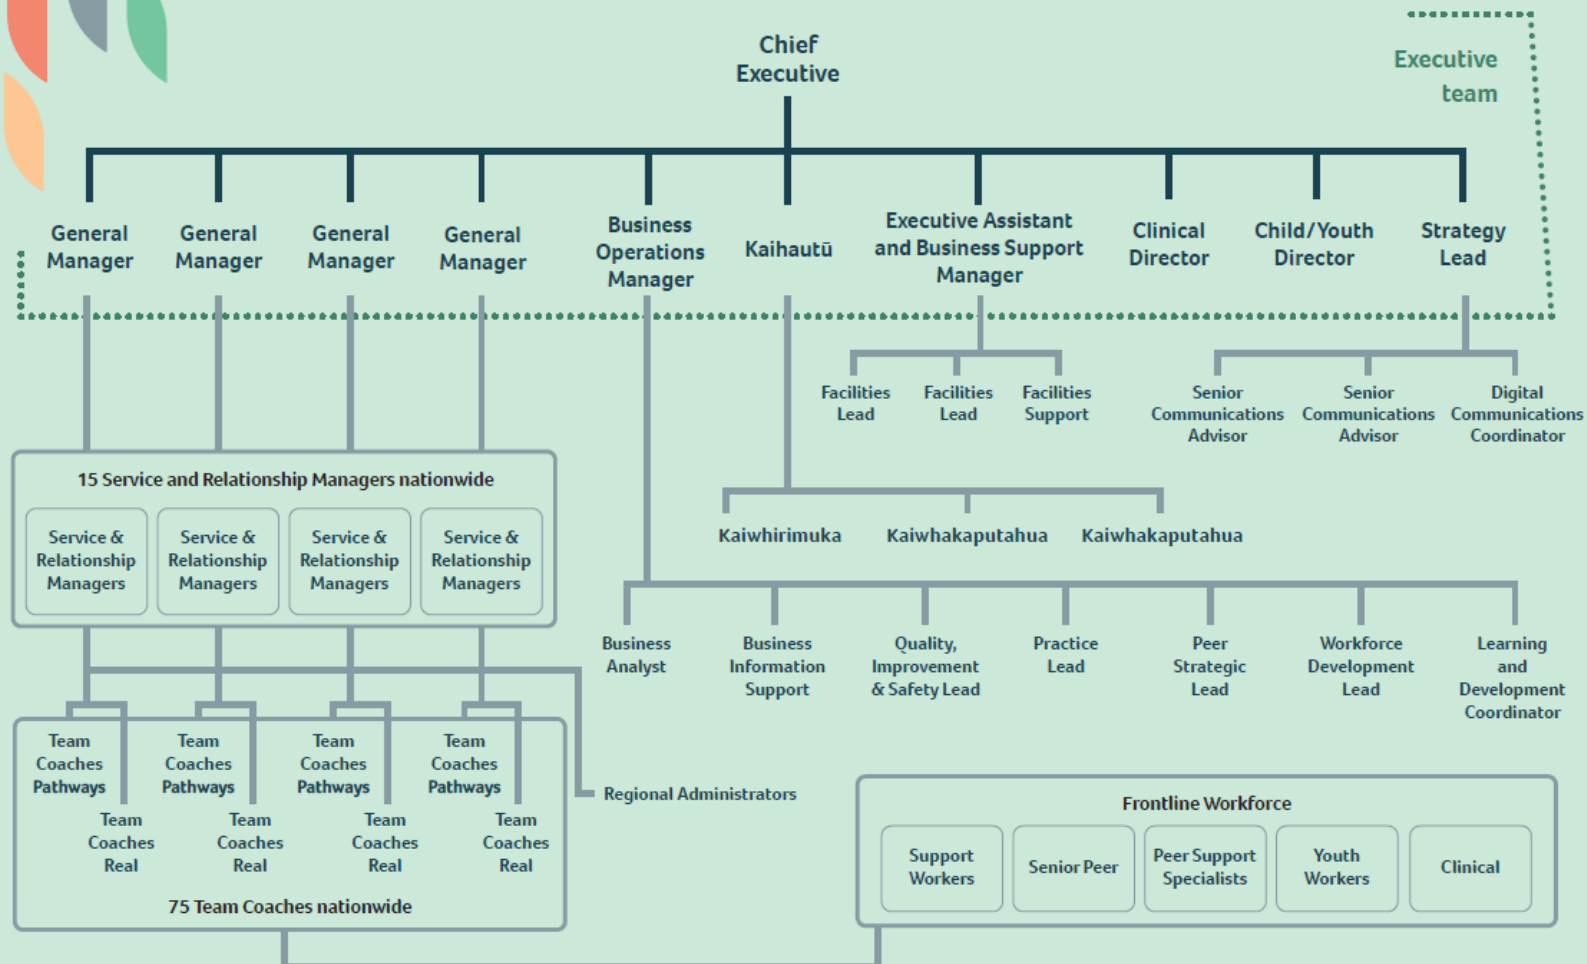 Chief
Executive
Executive
team
General
Manager
General
Manager
General
Manager
General
Manager
Business
Operations
Manager
Kaihautū
Executive Assistant
and Business Support
Manager
Clinical
Director
Child/Youth
Director
Strategy
Lead
Facilities
Lead
Facilities
Lead
Facilities
Support
Senior
Communications
Advisor
Senior
Communications
Advisor
Digital
Communications
Coordinator
15 Service and Relationship Managers nationwide
Service &
Relationship
Managers
Service &
Relationship
Managers
Service &
Relationship
Managers
Service &
Relationship
Managers
Kaiwhirimuka
Kaiwhakaputahua
Kaiwhakaputahua
Business
Analyst
Business
Information
Support
Quality,
Improvement
& Safety Lead
Practice
Lead
Peer
Strategic
Lead
Workforce
Development
Lead
Learning
and
Development
Coordinator
Team
Coaches
Pathways
Team
Coaches
Pathways
Team
Coaches
Pathways
Team
Coaches
Pathways
Team
Coaches
Real
Team
Coaches
Real
Team
Coaches
Real
Team
Coaches
Real
75 Team Coaches nationwide
Regional Administrators
Frontline Workforce
Support
Workers
Senior Peer
Peer Support
Specialists
Youth
Workers
Clinical